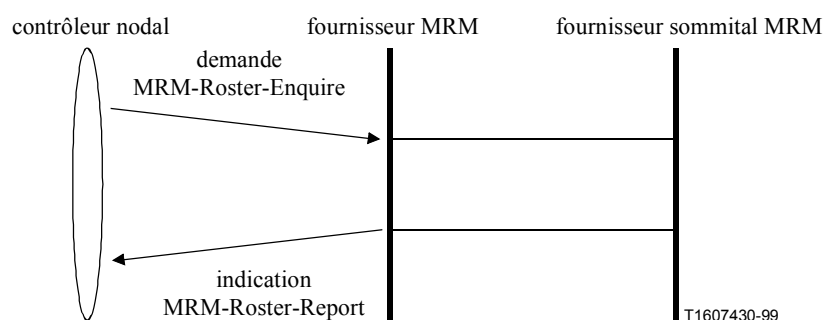 contrôleur nodal
fournisseur MRM
fournisseur sommital MRM
demande
MRM-Roster-Enquire
indication
MRM-Roster-Report
T1607430-99